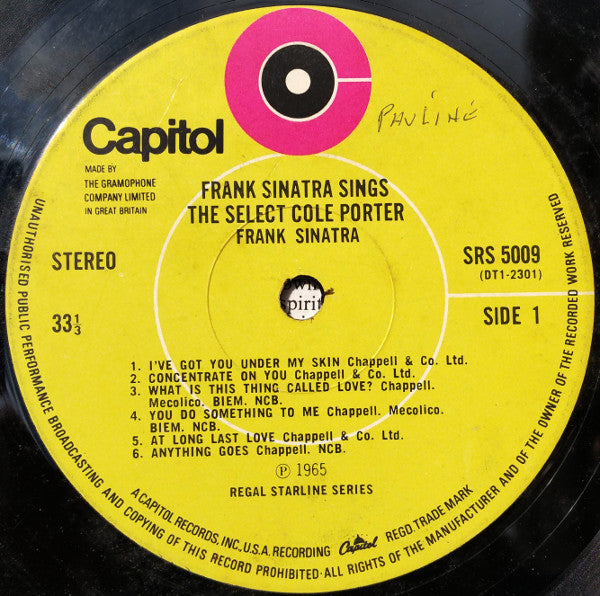 Capitol
PAULINE
MADE BY
THE GRAMOPHONE
COMPANY LIMITED
IN GREAT BRITAIN
FRANK SINATRA SINGS
THE SELECT COLE PORTER
FRANK SINATRA
STEREO
SRS 5009
(DT1-2301)
33⅓
SIDE 1
spirit
1. I'VE GOT YOU UNDER MY SKIN Chappell & Co. Ltd.
2. CONCENTRATE ON YOU Chappell & Co. Ltd.
3. WHAT IS THIS THING CALLED LOVE? Chappell.
Mecolico. BIEM. NCB.
4. YOU DO SOMETHING TO ME Chappell. Mecolico.
BIEM. NCB.
5. AT LONG LAST LOVE Chappell & Co. Ltd.
6. ANYTHING GOES Chappell. NCB.
Ⓟ 1965
REGAL STARLINE SERIES
A CAPITOL RECORDS, INC., U.S.A. RECORDING Capitol REGD. TRADE MARK
UNAUTHORISED PUBLIC PERFORMANCE BROADCASTING AND COPYING OF THIS RECORD PROHIBITED·ALL RIGHTS OF THE MANUFACTURER AND OF THE OWNER OF THE RECORDED WORK RESERVED